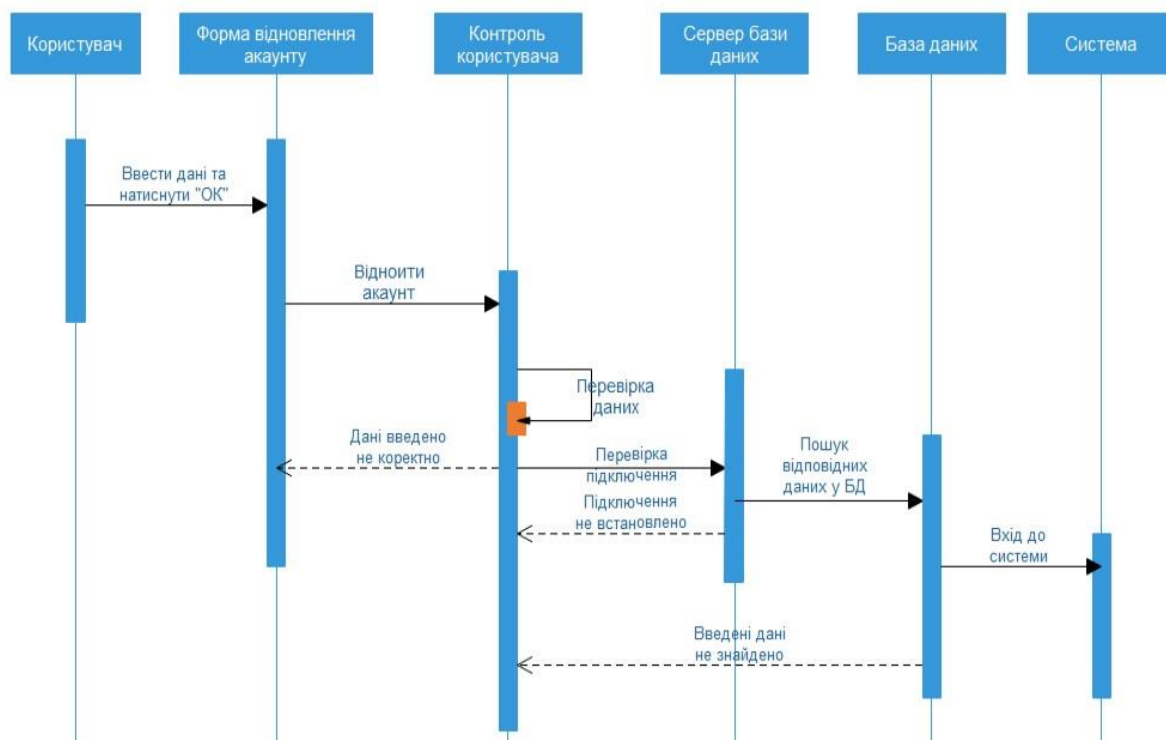 Користувач
Форма відновлення
акаунту
Контроль
користувача
Сервер бази
даних
База даних
Система
Ввести дані та
натиснути "ОК"
Відноити
акаунт
Перевірка
даних
Дані введено
не коректно
Перевірка
підключення
Пошук
відповідних
даних у БД
Підключення
не встановлено
Вхід до
системи
Введені дані
не знайдено